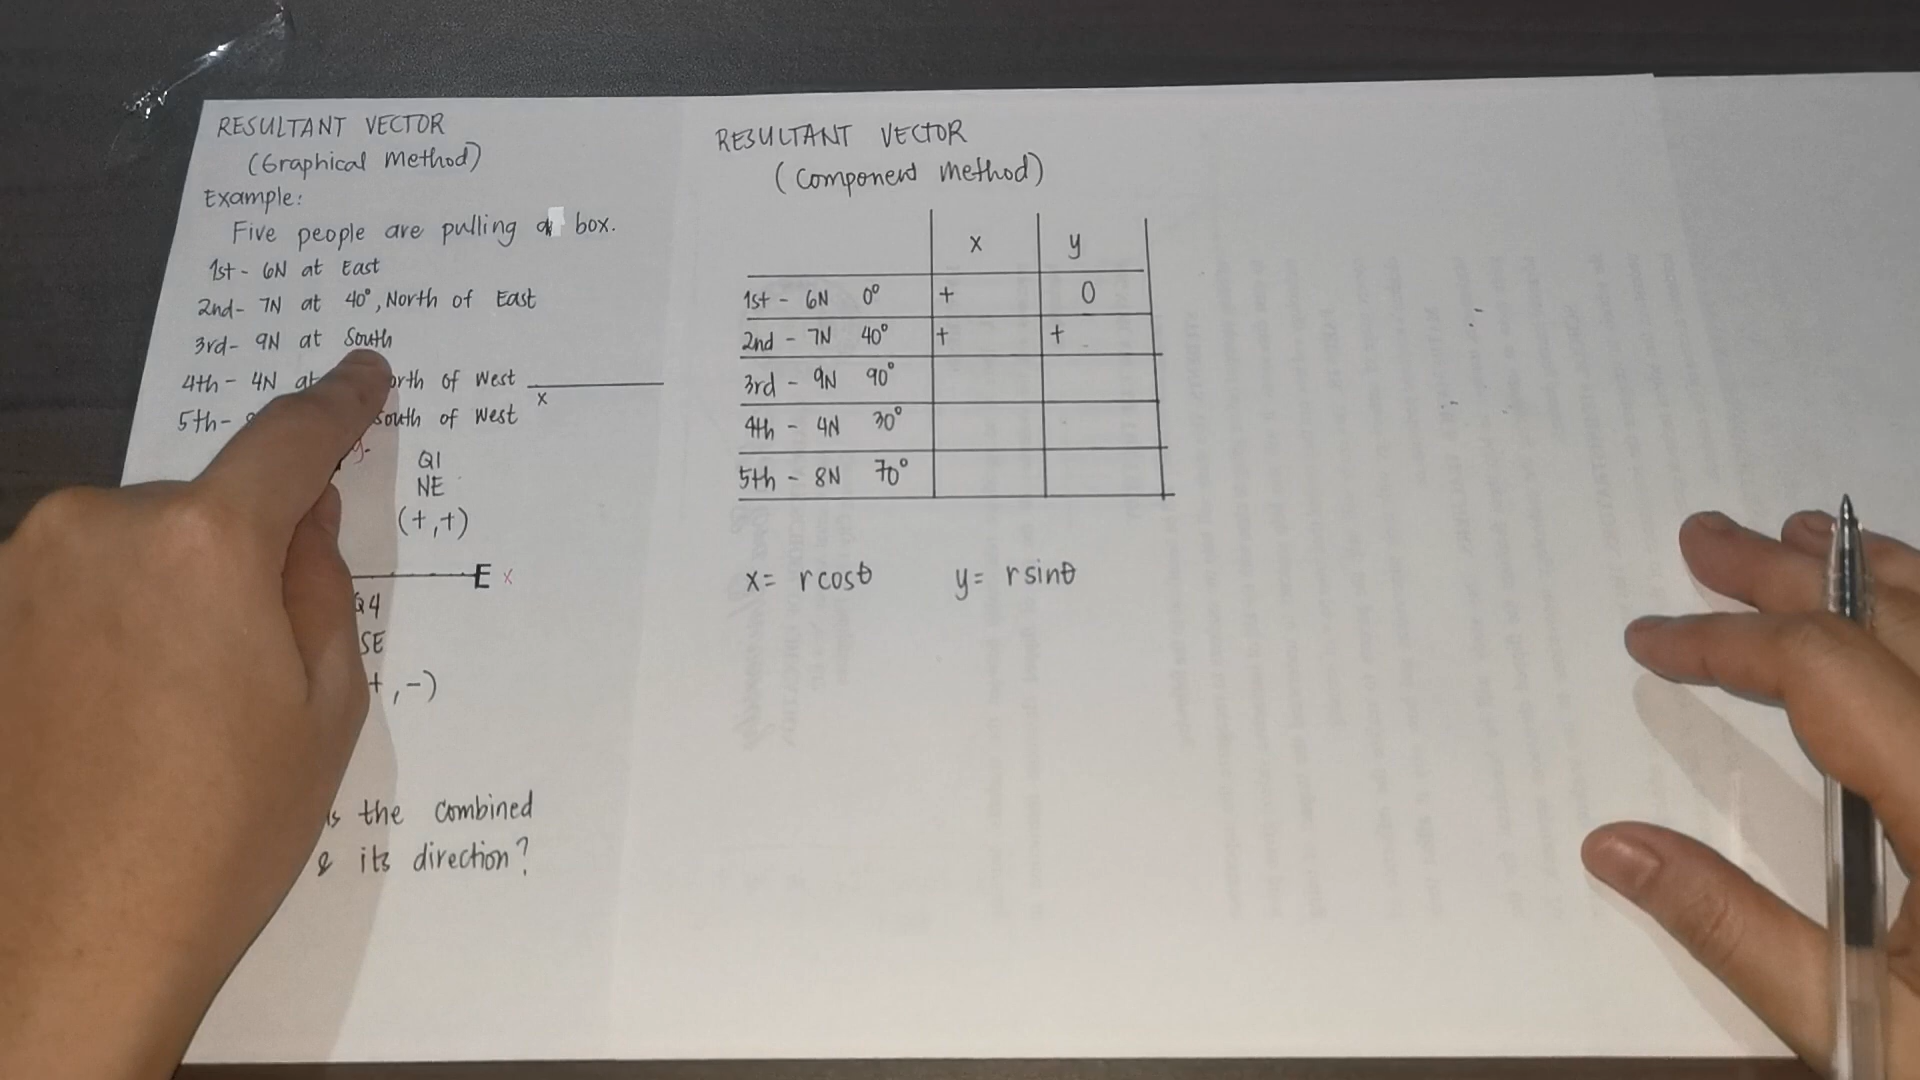 RESULTANT VECTOR
(Graphical Method)
Example:
Five people are pulling a box.
1st - 6N at East
2nd - 7N at 40°, North of East
3rd - 9N at South
4th - 4N at of West
x
5th - South of West
y
Q1
NE
(+,+)
E x
Q4
SE
+,-)
is the combined
& its direction?
RESULTANT VECTOR
(Component Method)
x y
1st - 6N 0° + 0
2nd - 7N 40° + +
3rd - 9N 90°
4th - 4N 30°
5th - 8N 70°
x = rcosθ y = rsinθ